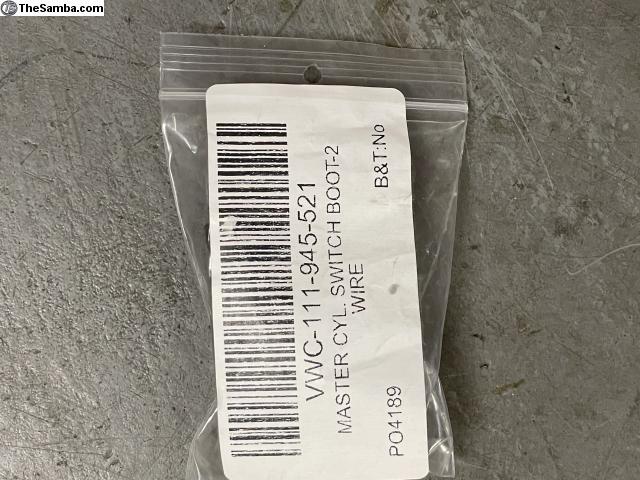 TheSamba.com
VWC-111-945-521
MASTER CYL. SWITCH BOOT-2
WIRE
PO4189
B&T:No